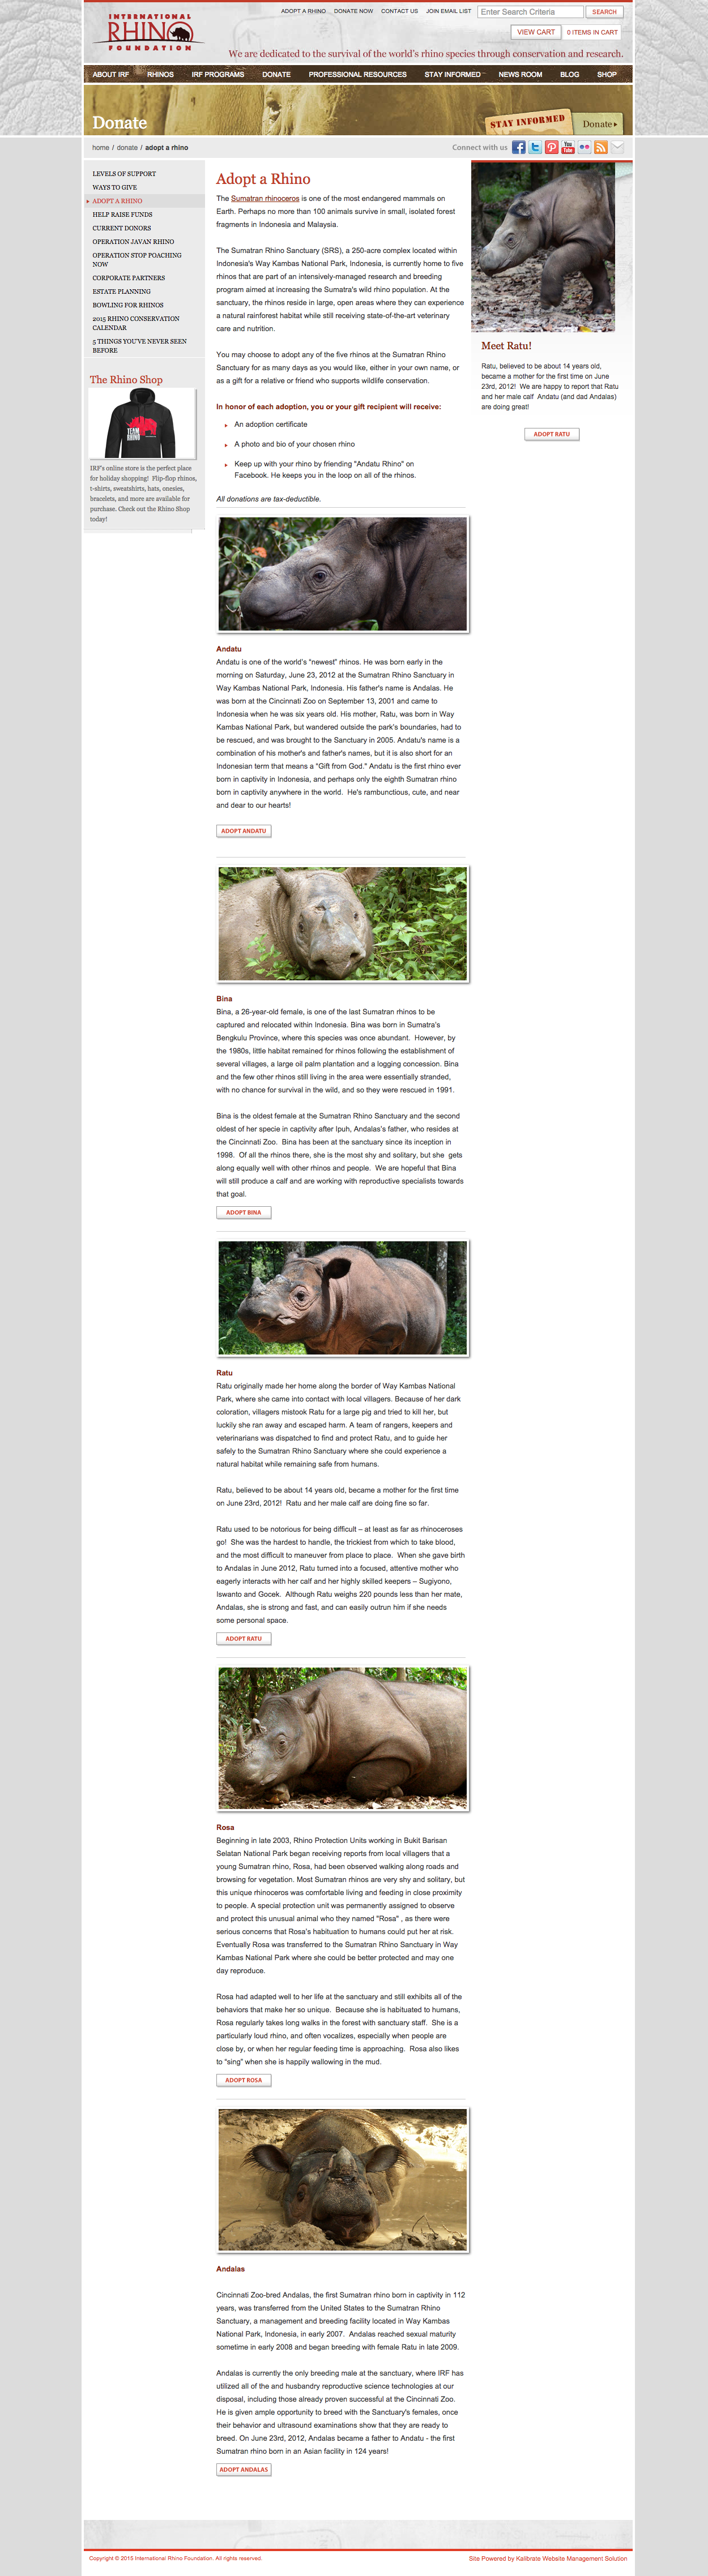 ADOPT A RHINO DONATE NOW CONTACT US JOIN EMAIL LIST Enter Search Criteria SEARCH
INTERNATIONAL
RHINO
FOUNDATION
VIEW CART 0 ITEMS IN CART
We are dedicated to the survival of the world's rhino species through conservation and research.
ABOUT IRF RHINOS IRF PROGRAMS DONATE PROFESSIONAL RESOURCES STAY INFORMED NEWS ROOM BLOG SHOP
Donate
STAY INFORMED Donate
home / donate / adopt a rhino
Connect with us
You
Tube
LEVELS OF SUPPORT
WAYS TO GIVE
ADOPT A RHINO
HELP RAISE FUNDS
CURRENT DONORS
OPERATION JAVAN RHINO
OPERATION STOP POACHING
NOW
CORPORATE PARTNERS
ESTATE PLANNING
BOWLING FOR RHINOS
2015 RHINO CONSERVATION
CALENDAR
5 THINGS YOU'VE NEVER SEEN
BEFORE
The Rhino Shop
TEAM
RHINO
IRF's online store is the perfect place
for holiday shopping! Flip-flop rhinos,
t-shirts, sweatshirts, hats, onesies,
bracelets, and more are available for
purchase. Check out the Rhino Shop
today!
Adopt a Rhino
The Sumatran rhinoceros is one of the most endangered mammals on
Earth. Perhaps no more than 100 animals survive in small, isolated forest
fragments in Indonesia and Malaysia.
The Sumatran Rhino Sanctuary (SRS), a 250-acre complex located within
Indonesia's Way Kambas National Park, Indonesia, is currently home to five
rhinos that are part of an intensively-managed research and breeding
program aimed at increasing the Sumatra's wild rhino population. At the
sanctuary, the rhinos reside in large, open areas where they can experience
a natural rainforest habitat while still receiving state-of-the-art veterinary
care and nutrition.
You may choose to adopt any of the five rhinos at the Sumatran Rhino
Sanctuary for as many days as you would like, either in your own name, or
as a gift for a relative or friend who supports wildlife conservation.
In honor of each adoption, you or your gift recipient will receive:
An adoption certificate
A photo and bio of your chosen rhino
Keep up with your rhino by friending "Andatu Rhino" on
Facebook. He keeps you in the loop on all of the rhinos.
All donations are tax-deductible.
Meet Ratu!
Ratu, believed to be about 14 years old,
became a mother for the first time on June
23rd, 2012! We are happy to report that Ratu
and her male calf Andatu (and dad Andalas)
are doing great!
ADOPT RATU
Andatu
Andatu is one of the world's "newest" rhinos. He was born early in the
morning on Saturday, June 23, 2012 at the Sumatran Rhino Sanctuary in
Way Kambas National Park, Indonesia. His father's name is Andalas. He
was born at the Cincinnati Zoo on September 13, 2001 and came to
Indonesia when he was six years old. His mother, Ratu, was born in Way
Kambas National Park, but wandered outside the park's boundaries, had to
be rescued, and was brought to the Sanctuary in 2005. Andatu's name is a
combination of his mother's and father's names, but it is also short for an
Indonesian term that means a "Gift from God." Andatu is the first rhino ever
born in captivity in Indonesia, and perhaps only the eighth Sumatran rhino
born in captivity anywhere in the world. He's rambunctious, cute, and near
and dear to our hearts!
ADOPT ANDATU
Bina
Bina, a 26-year-old female, is one of the last Sumatran rhinos to be
captured and relocated within Indonesia. Bina was born in Sumatra's
Bengkulu Province, where this species was once abundant. However, by
the 1980s, little habitat remained for rhinos following the establishment of
several villages, a large oil palm plantation and a logging concession. Bina
and the few other rhinos still living in the area were essentially stranded,
with no chance for survival in the wild, and so they were rescued in 1991.
Bina is the oldest female at the Sumatran Rhino Sanctuary and the second
oldest of her specie in captivity after Ipuh, Andalas's father, who resides at
the Cincinnati Zoo. Bina has been at the sanctuary since its inception in
1998. Of all the rhinos there, she is the most shy and solitary, but she gets
along equally well with other rhinos and people. We are hopeful that Bina
will still produce a calf and are working with reproductive specialists towards
that goal.
ADOPT BINA
Ratu
Ratu originally made her home along the border of Way Kambas National
Park, where she came into contact with local villagers. Because of her dark
coloration, villagers mistook Ratu for a large pig and tried to kill her, but
luckily she ran away and escaped harm. A team of rangers, keepers and
veterinarians was dispatched to find and protect Ratu, and to guide her
safely to the Sumatran Rhino Sanctuary where she could experience a
natural habitat while remaining safe from humans.
Ratu, believed to be about 14 years old, became a mother for the first time
on June 23rd, 2012! Ratu and her male calf are doing fine so far.
Ratu used to be notorious for being difficult – at least as far as rhinoceroses
go! She was the hardest to handle, the trickiest from which to take blood,
and the most difficult to maneuver from place to place. When she gave birth
to Andalas in June 2012, Ratu turned into a focused, attentive mother who
eagerly interacts with her calf and her highly skilled keepers – Sugiyono,
Iswanto and Gocek. Although Ratu weighs 220 pounds less than her mate,
Andalas, she is strong and fast, and can easily outrun him if she needs
some personal space.
ADOPT RATU
Rosa
Beginning in late 2003, Rhino Protection Units working in Bukit Barisan
Selatan National Park began receiving reports from local villagers that a
young Sumatran rhino, Rosa, had been observed walking along roads and
browsing for vegetation. Most Sumatran rhinos are very shy and solitary, but
this unique rhinoceros was comfortable living and feeding in close proximity
to people. A special protection unit was permanently assigned to observe
and protect this unusual animal who they named "Rosa" , as there were
serious concerns that Rosa's habituation to humans could put her at risk.
Eventually Rosa was transferred to the Sumatran Rhino Sanctuary in Way
Kambas National Park where she could be better protected and may one
day reproduce.
Rosa had adapted well to her life at the sanctuary and still exhibits all of the
behaviors that make her so unique. Because she is habituated to humans,
Rosa regularly takes long walks in the forest with sanctuary staff. She is a
particularly loud rhino, and often vocalizes, especially when people are
close by, or when her regular feeding time is approaching. Rosa also likes
to "sing" when she is happily wallowing in the mud.
ADOPT ROSA
Andalas
Cincinnati Zoo-bred Andalas, the first Sumatran rhino born in captivity in 112
years, was transferred from the United States to the Sumatran Rhino
Sanctuary, a management and breeding facility located in Way Kambas
National Park, Indonesia, in early 2007. Andalas reached sexual maturity
sometime in early 2008 and began breeding with female Ratu in late 2009.
Andalas is currently the only breeding male at the sanctuary, where IRF has
utilized all of the and husbandry reproductive science technologies at our
disposal, including those already proven successful at the Cincinnati Zoo.
He is given ample opportunity to breed with the Sanctuary's females, once
their behavior and ultrasound examinations show that they are ready to
breed. On June 23rd, 2012, Andalas became a father to Andatu - the first
Sumatran rhino born in an Asian facility in 124 years!
ADOPT ANDALAS
Copyright © 2015 International Rhino Foundation. All rights reserved.
Site Powered by Kalibrate Website Management Solution